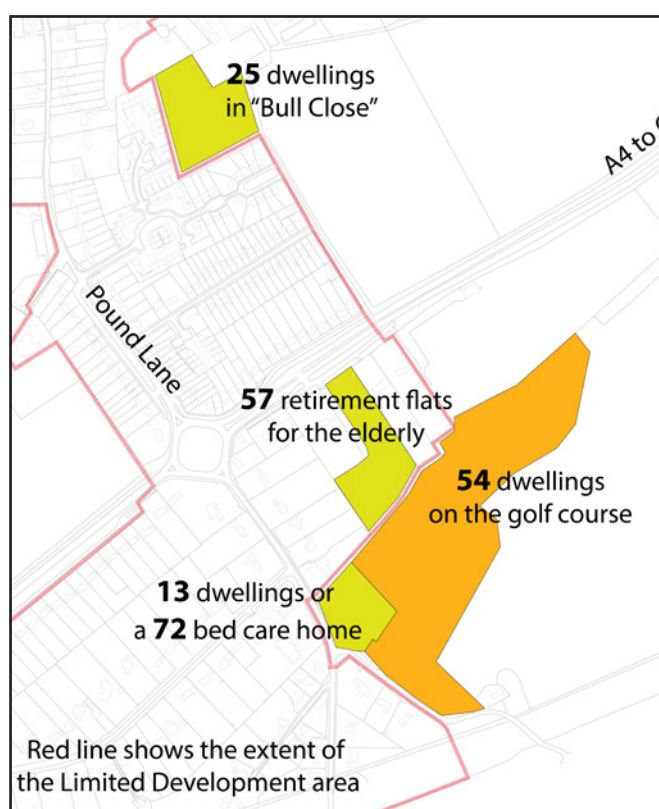 25 dwellings
in “Bull Close”
A4 to
Pound Lane
57 retirement flats
for the elderly
54 dwellings
on the golf course
13 dwellings or
a 72 bed care home
Red line shows the extent of
the Limited Development area